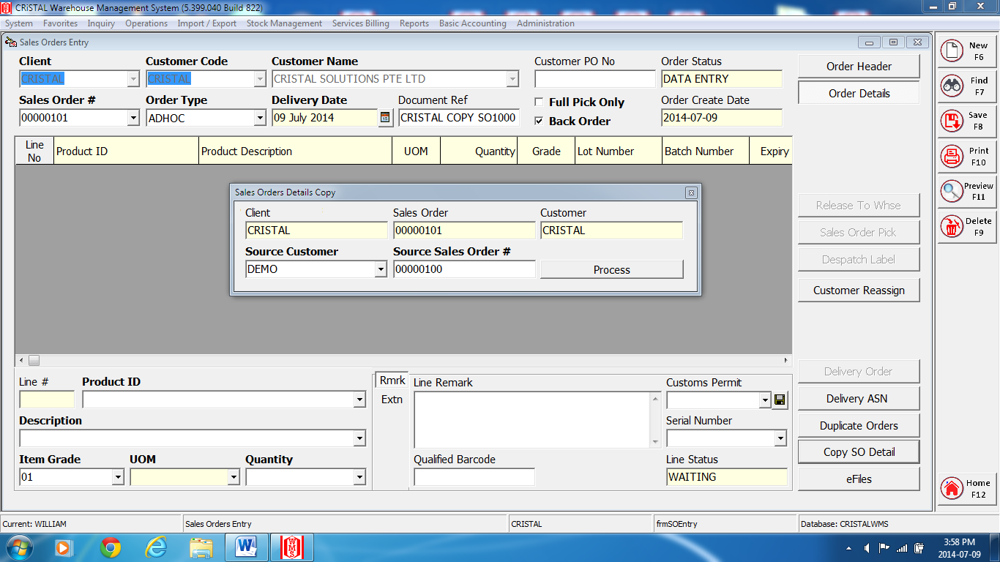 CRiSTAL Warehouse Management System (5.399.040 Build 822)
System Favorites Inquiry Operations Import / Export Stock Management Services Billing Reports Basic Accounting Administration
Sales Orders Entry
Client Customer Code Customer Name Customer PO No Order Status
CRISTAL CRISTAL CRISTAL SOLUTIONS PTE LTD DATA ENTRY
Sales Order # Order Type Delivery Date Document Ref Full Pick Only Order Create Date
00000101 ADHOC 09 July 2014 15 CRISTAL COPY SO1000 Back Order 2014-07-09
Order Header
Order Details
Line No Product ID Product Description UOM Quantity Grade Lot Number Batch Number Expiry
Sales Orders Details Copy
Client Sales Order Customer
CRISTAL 00000101 CRISTAL
Source Customer Source Sales Order #
DEMO 00000100 Process
Release To Whse
Sales Order Pick
Despatch Label
Customer Reassign
Line # Product ID
Description
Item Grade UOM Quantity
01
Rmrk
Extn
Line Remark
Qualified Barcode
Customs Permit
Serial Number
Line Status
WAITING
Delivery Order
Delivery ASN
Duplicate Orders
Copy SO Detail
eFiles
New F6
Find F7
Save F8
Print F10
Preview F11
Delete F9
Home F12
Current: WILLIAM Sales Orders Entry CRISTAL frmSOEntry Database: CRISTALWMS
WMS
3:58 PM
2014-07-09